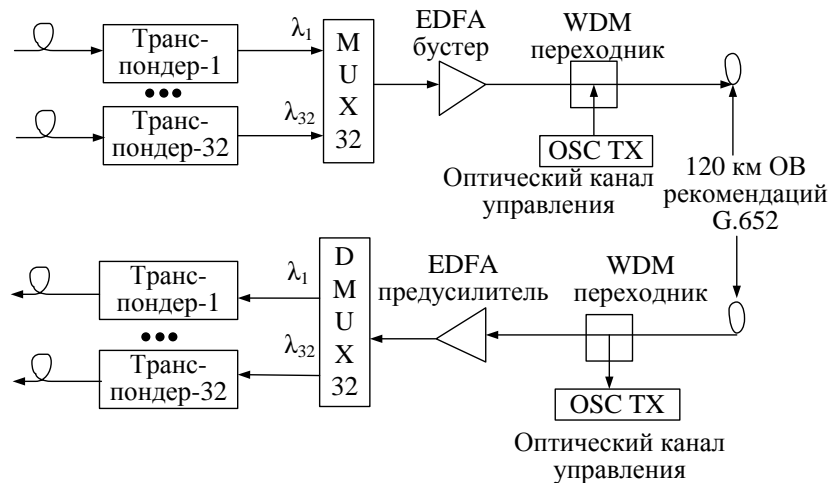 Транс-
пондер-1
λ1
•••
Транс-
пондер-32
λ32
M
U
X
32
EDFA
бустер
WDM
переходник
OSC TX
Оптический канал
управления
120 км ОВ
рекомендаций
G.652
Транс-
пондер-1
λ1
•••
Транс-
пондер-32
λ32
D
M
U
X
32
EDFA
предусилитель
WDM
переходник
OSC TX
Оптический канал
управления